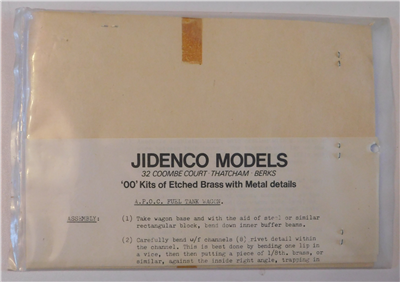 JIDENCO MODELS
32 COOMBE COURT · THATCHAM · BERKS
'OO' Kits of Etched Brass with Metal details
A.P.O.C. FULL TANK WAGON.
ASSEMBLY: (1) Take wagon base and with the aid of steel or similar
rectangular block, bend down inner buffer beams.
(2) Carefully bend w/f channels [8] rivet detail within
the channel. This is best done by bending one lip in
a vice, then then putting a piece of 1/8th. brass, or
similar, against the inside right angle, trapping in